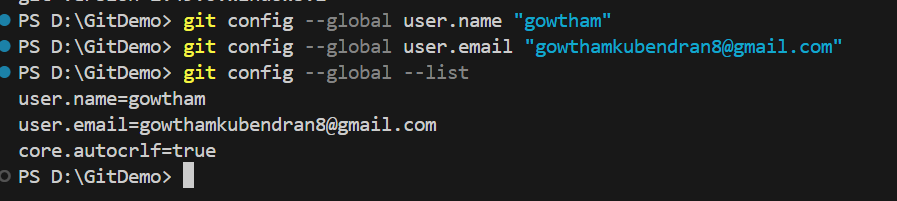 PS D:\GitDemo> git config --global user.name "gowtham"
PS D:\GitDemo> git config --global user.email "gowthamkubendran8@gmail.com"
PS D:\GitDemo> git config --global --list
user.name=gowtham
user.email=gowthamkubendran8@gmail.com
core.autocrlf=true
PS D:\GitDemo>